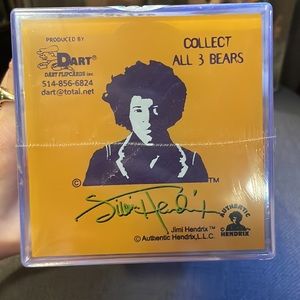 PRODUCED BY
DART®
DART FLIPCARDS INC
514-856-6824
dart@total.net
COLLECT
ALL 3 BEARS
© ™
Jimi Hendrix
Jimi Hendrix™
© Authentic Hendrix, L.L.C.
AUTHENTIC
HENDRIX